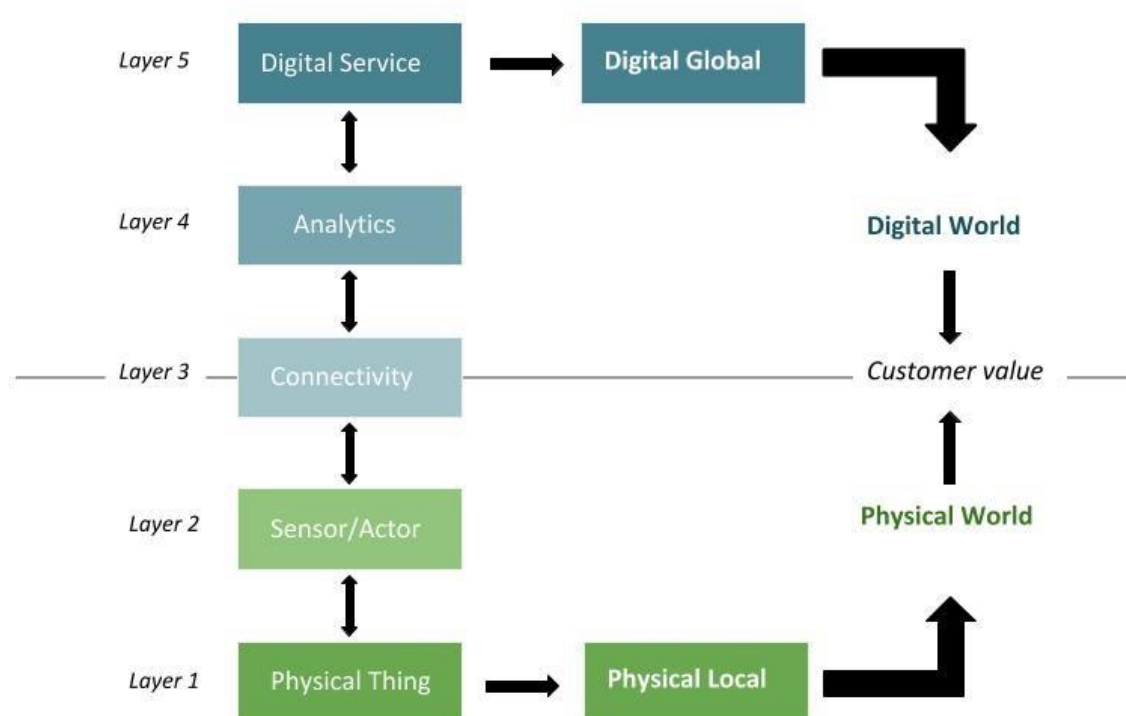 Layer 5
Digital Service
Digital Global
Layer 4
Analytics
Digital World
Layer 3
Connectivity
Customer value
Layer 2
Sensor/Actor
Physical World
Layer 1
Physical Thing
Physical Local